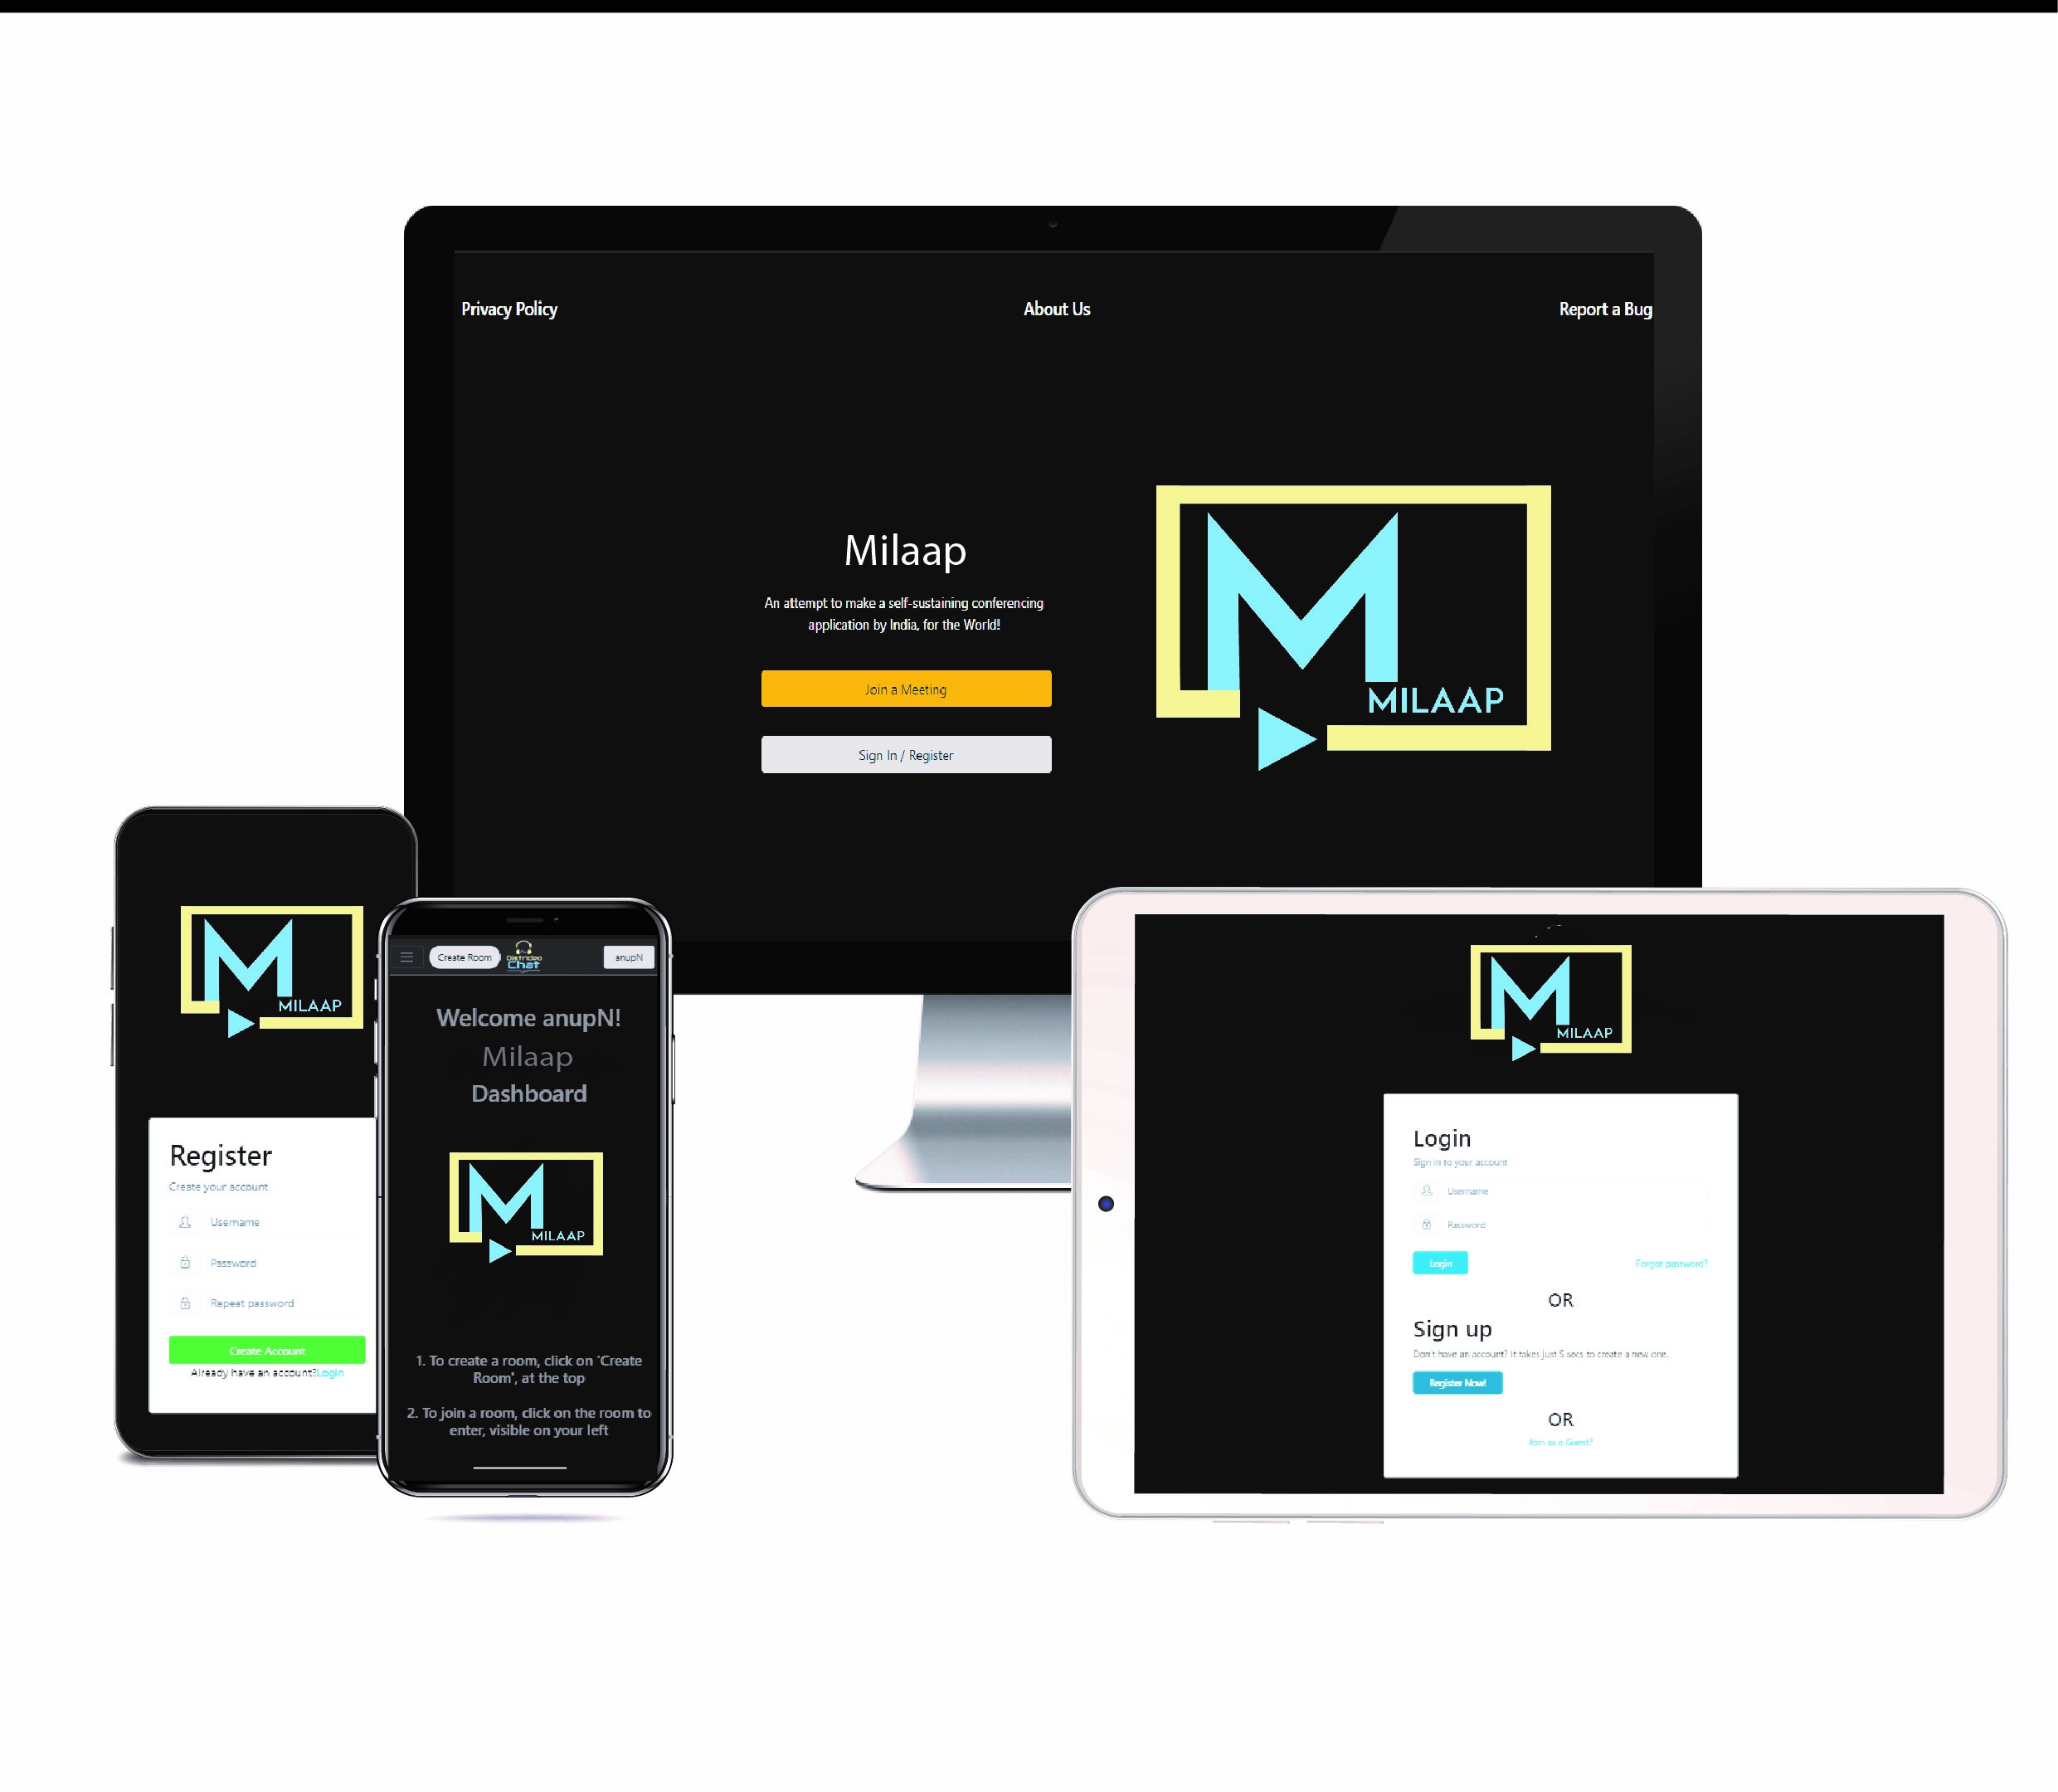 Privacy Policy
About Us
Report a Bug
Milaap
An attempt to make a self-sustaining conferencing
application by India, for the World!
Join a Meeting
Sign In / Register
M
MILAAP
M
MILAAP
Register
Create your account
Username
Password
Repeat password
Create Account
Already have an account?Login
Create Room
Distrideo
Chat
anupN
Welcome anupN!
Milaap
Dashboard
M
MILAAP
1. To create a room, click on 'Create
Room', at the top
2. To join a room, click on the room to
enter, visible on your left
M
MILAAP
Login
Sign In to your account
Username
Password
Login
Forgot password?
OR
Sign up
Don't have an account? It takes just 5 secs to create a new one.
Register Now!
OR
Join as a Guest?